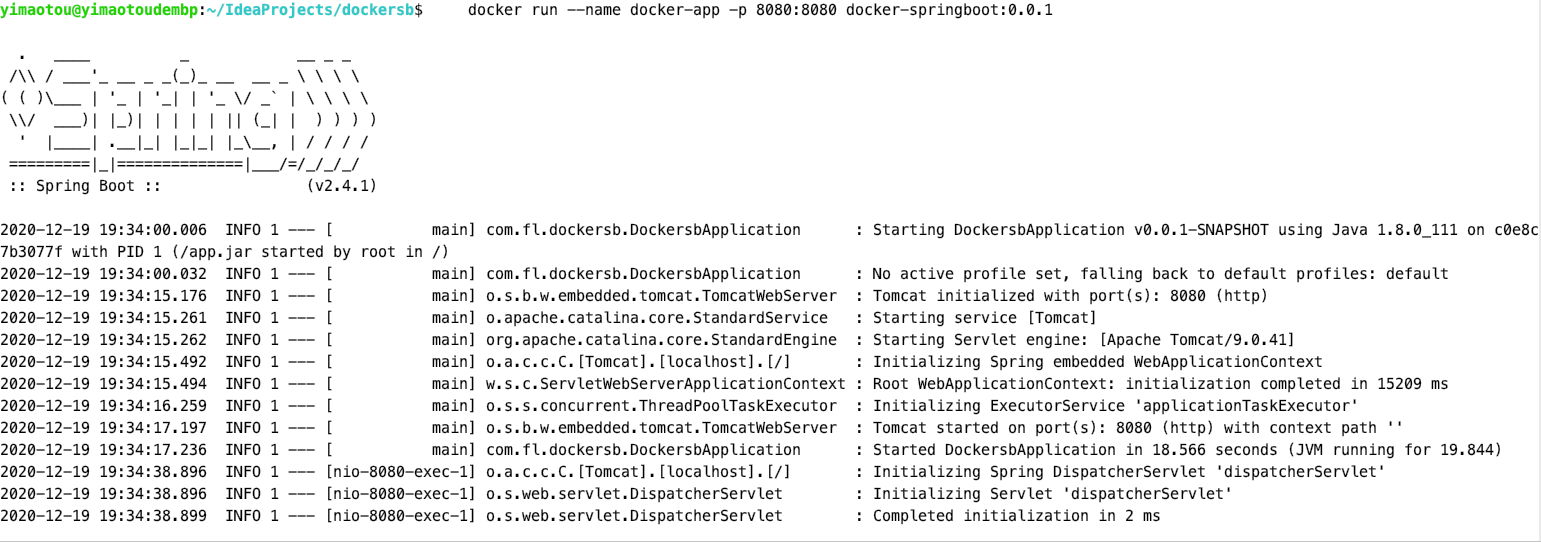 yimaotou@yimaotoudembp:~/IdeaProjects/dockersb$     docker run --name docker-app -p 8080:8080 docker-springboot:0.0.1

  .   ____          _            __ _ _
 /\\ / ___'_ __ _ _(_)_ __  __ _ \ \ \ \
( ( )\___ | '_ | '_| | '_ \/ _` | \ \ \ \
 \\/  ___)| |_)| | | | | || (_| |  ) ) ) )
  '  |____| .__|_| |_|_| |_\__, | / / / /
 =========|_|==============|___/=/_/_/_/
 :: Spring Boot ::                (v2.4.1)

2020-12-19 19:34:00.006  INFO 1 --- [           main] com.fl.dockersb.DockersbApplication      : Starting DockersbApplication v0.0.1-SNAPSHOT using Java 1.8.0_111 on c0e8c
7b3077f with PID 1 (/app.jar started by root in /)
2020-12-19 19:34:00.032  INFO 1 --- [           main] com.fl.dockersb.DockersbApplication      : No active profile set, falling back to default profiles: default
2020-12-19 19:34:15.176  INFO 1 --- [           main] o.s.b.w.embedded.tomcat.TomcatWebServer  : Tomcat initialized with port(s): 8080 (http)
2020-12-19 19:34:15.261  INFO 1 --- [           main] o.apache.catalina.core.StandardService   : Starting service [Tomcat]
2020-12-19 19:34:15.262  INFO 1 --- [           main] org.apache.catalina.core.StandardEngine  : Starting Servlet engine: [Apache Tomcat/9.0.41]
2020-12-19 19:34:15.492  INFO 1 --- [           main] o.a.c.c.C.[Tomcat].[localhost].[/]       : Initializing Spring embedded WebApplicationContext
2020-12-19 19:34:15.494  INFO 1 --- [           main] w.s.c.ServletWebServerApplicationContext : Root WebApplicationContext: initialization completed in 15209 ms
2020-12-19 19:34:16.259  INFO 1 --- [           main] o.s.s.concurrent.ThreadPoolTaskExecutor  : Initializing ExecutorService 'applicationTaskExecutor'
2020-12-19 19:34:17.197  INFO 1 --- [           main] o.s.b.w.embedded.tomcat.TomcatWebServer  : Tomcat started on port(s): 8080 (http) with context path ''
2020-12-19 19:34:17.236  INFO 1 --- [           main] com.fl.dockersb.DockersbApplication      : Started DockersbApplication in 18.566 seconds (JVM running for 19.844)
2020-12-19 19:34:38.896  INFO 1 --- [nio-8080-exec-1] o.a.c.c.C.[Tomcat].[localhost].[/]       : Initializing Spring DispatcherServlet 'dispatcherServlet'
2020-12-19 19:34:38.896  INFO 1 --- [nio-8080-exec-1] o.s.web.servlet.DispatcherServlet        : Initializing Servlet 'dispatcherServlet'
2020-12-19 19:34:38.899  INFO 1 --- [nio-8080-exec-1] o.s.web.servlet.DispatcherServlet        : Completed initialization in 2 ms